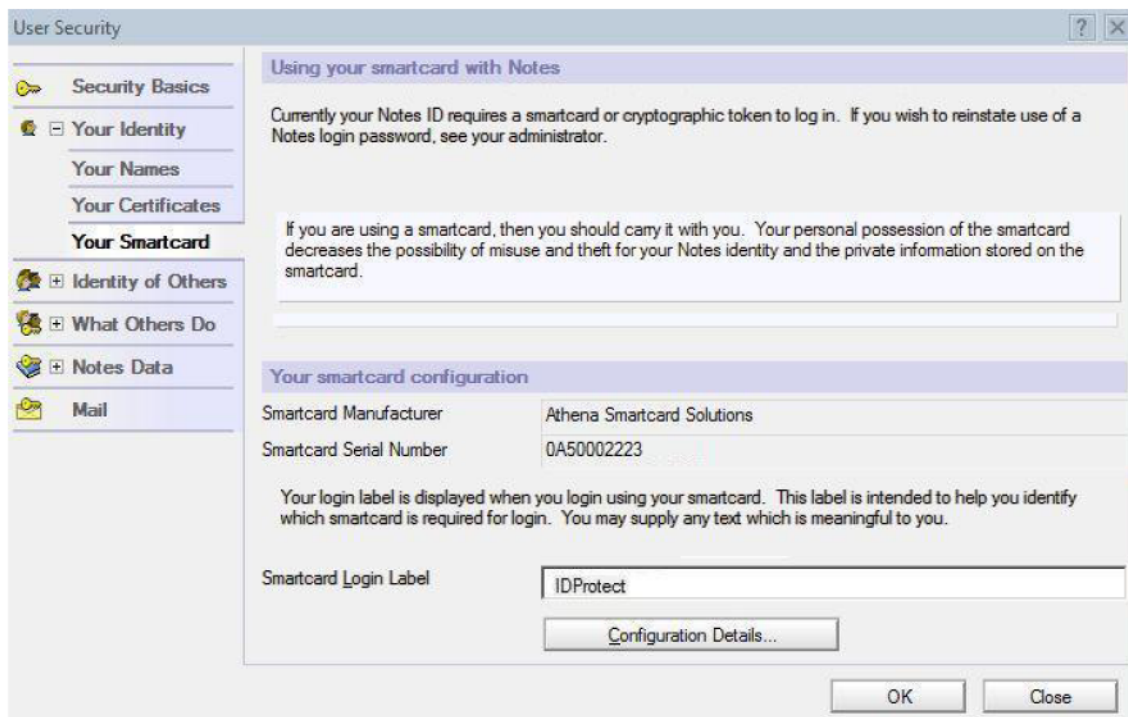 User Security
?
Security Basics
Your Identity
Your Names
Your Certificates
Your Smartcard
Identity of Others
What Others Do
Notes Data
Mail
Using your smartcard with Notes
Currently your Notes ID requires a smartcard or cryptographic token to log in. If you wish to reinstate use of a
Notes login password, see your administrator.
If you are using a smartcard, then you should carry it with you. Your personal possession of the smartcard
decreases the possibility of misuse and theft for your Notes identity and the private information stored on the
smartcard.
Your smartcard configuration
Smartcard Manufacturer Athena Smartcard Solutions
Smartcard Serial Number 0A50002223
Your login label is displayed when you login using your smartcard. This label is intended to help you identify
which smartcard is required for login. You may supply any text which is meaningful to you.
Smartcard Login Label IDProtect
Configuration Details...
OK Close